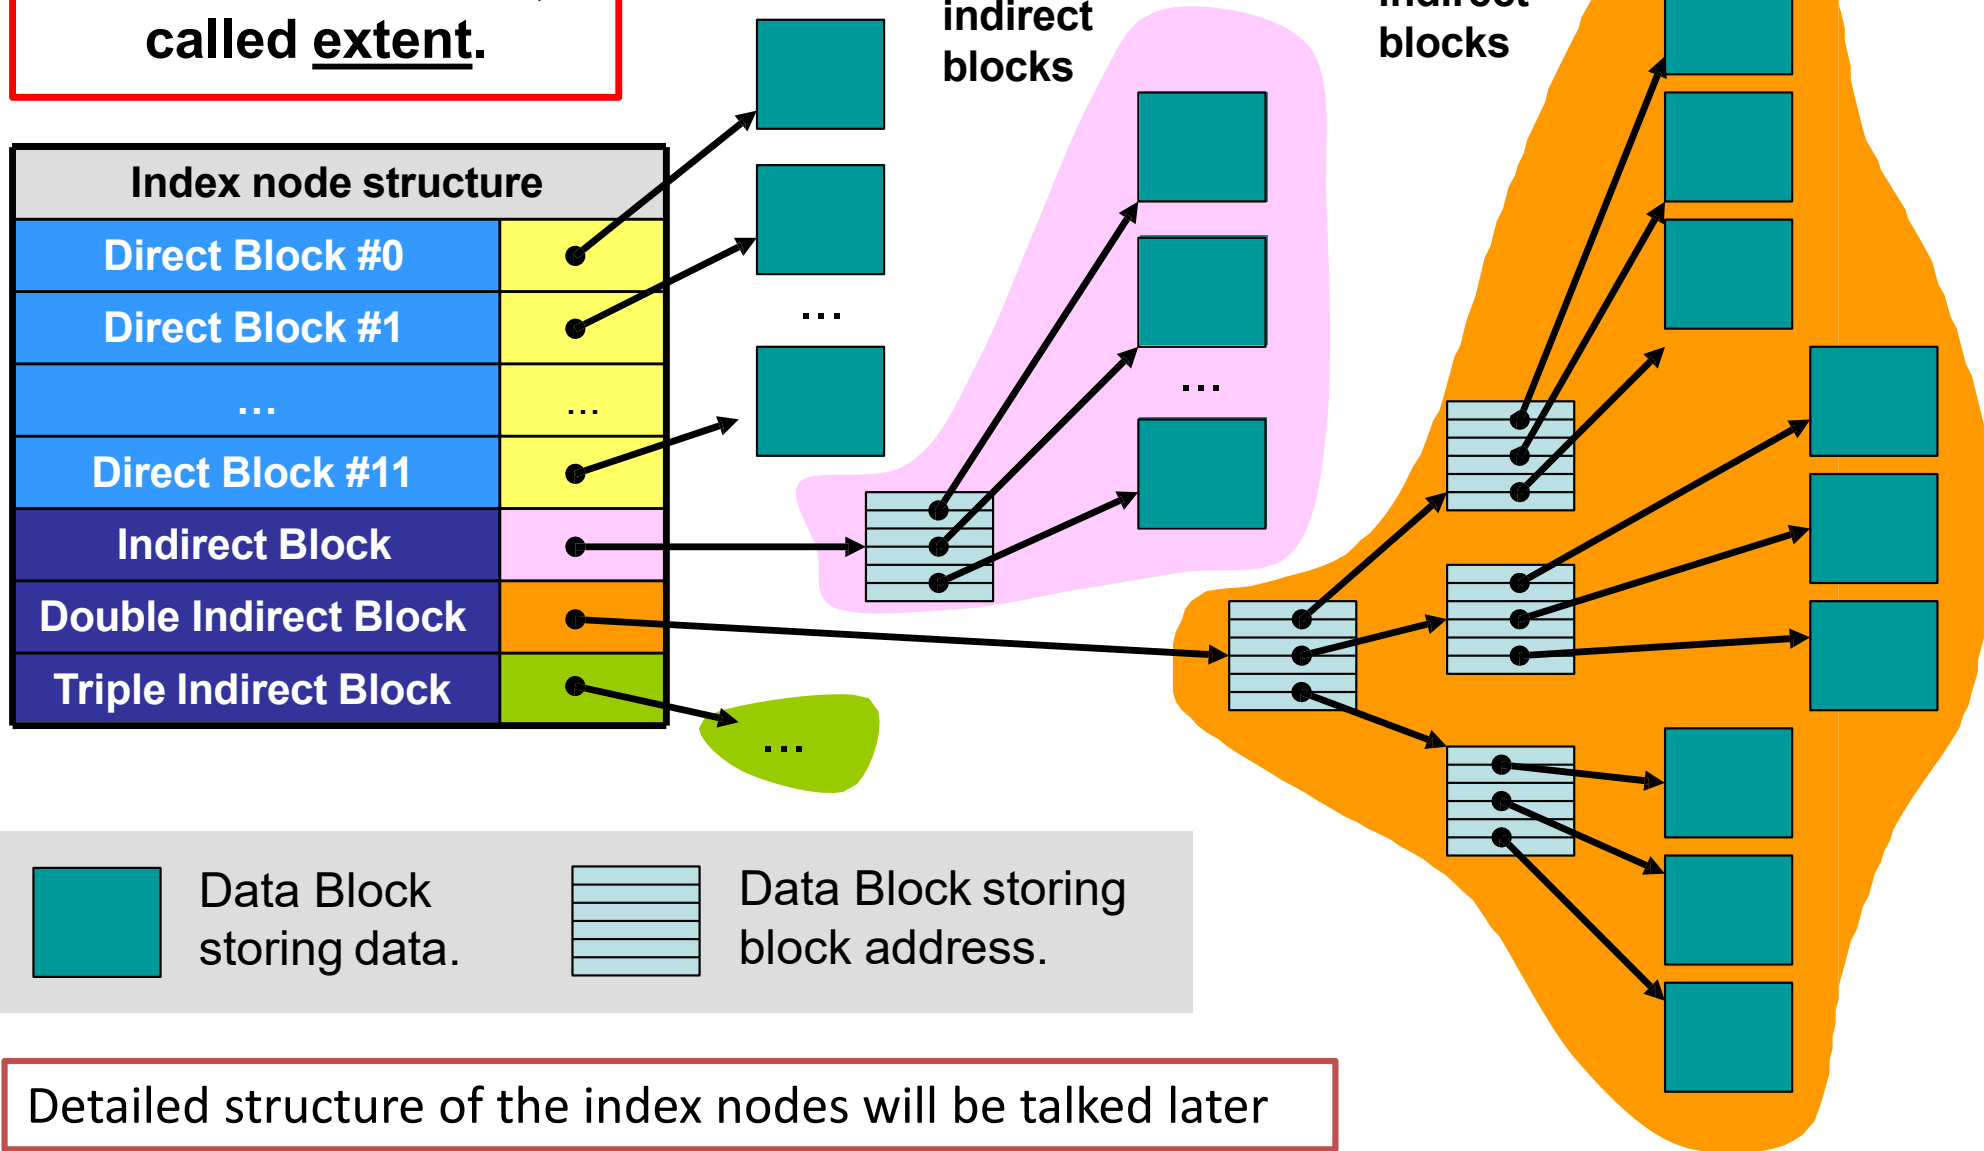 called extent.
indirect
blocks
indirect
blocks
Index node structure
Direct Block #0
Direct Block #1
...
...
Direct Block #11
Indirect Block
Double Indirect Block
Triple Indirect Block
...
...
...
Data Block
storing data.
Data Block storing
block address.
Detailed structure of the index nodes will be talked later